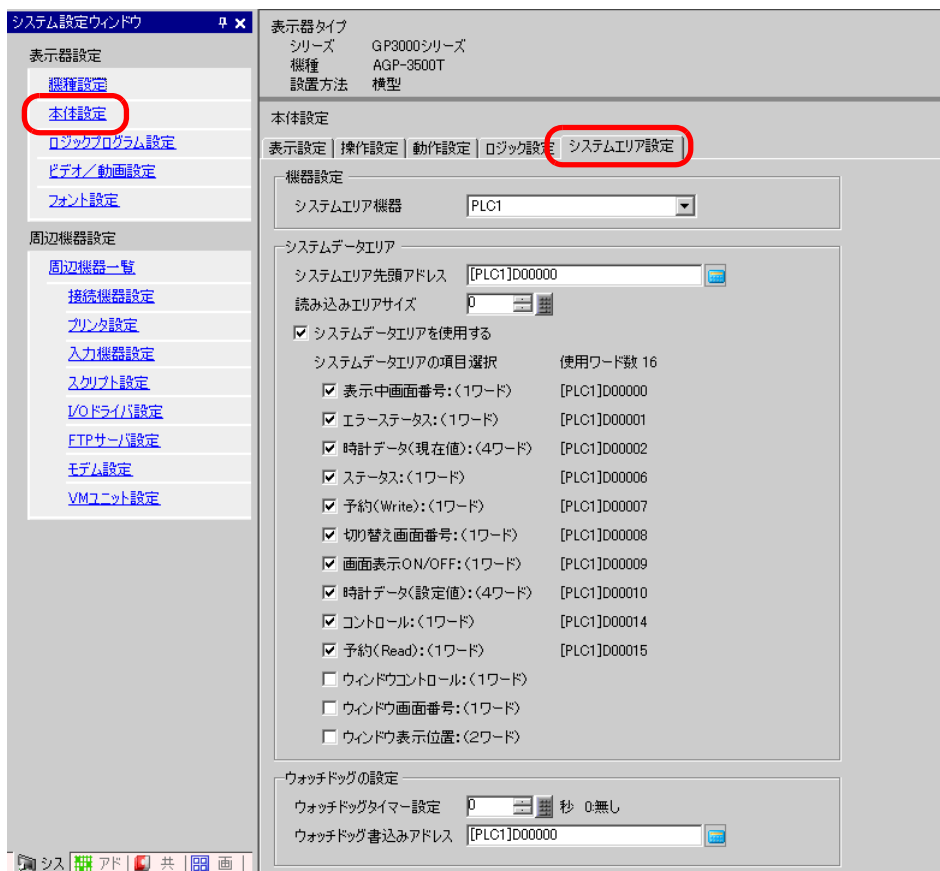 システム設定ウィンドウ
表示器設定
機種設定
本体設定
ロジックプログラム設定
ビデオ／動画設定
フォント設定
周辺機器設定
周辺機器一覧
接続機器設定
プリンタ設定
入力機器設定
スクリプト設定
I/Oドライバ設定
FTPサーバ設定
モデム設定
VMユニット設定
シス アド 共 画
表示器タイプ
シリーズ GP3000シリーズ
機種 AGP-3500T
設置方法 横型
本体設定
表示設定 操作設定 動作設定 ロジック設定 システムエリア設定
機器設定
システムエリア機器 PLC1
システムデータエリア
システムエリア先頭アドレス [PLC1]D00000
読み込みエリアサイズ 0
システムデータエリアを使用する
システムデータエリアの項目選択 使用ワード数 16
表示中画面番号:(1ワード) [PLC1]D00000
エラーステータス:(1ワード) [PLC1]D00001
時計データ(現在値):(4ワード) [PLC1]D00002
ステータス:(1ワード) [PLC1]D00006
予約(Write):(1ワード) [PLC1]D00007
切り替え画面番号:(1ワード) [PLC1]D00008
画面表示ON/OFF:(1ワード) [PLC1]D00009
時計データ(設定値):(4ワード) [PLC1]D00010
コントロール:(1ワード) [PLC1]D00014
予約(Read):(1ワード) [PLC1]D00015
ウィンドウコントロール:(1ワード)
ウィンドウ画面番号:(1ワード)
ウィンドウ表示位置:(2ワード)
ウォッチドッグの設定
ウォッチドッグタイマー設定 0 秒 0:無し
ウォッチドッグ書込みアドレス [PLC1]D00000